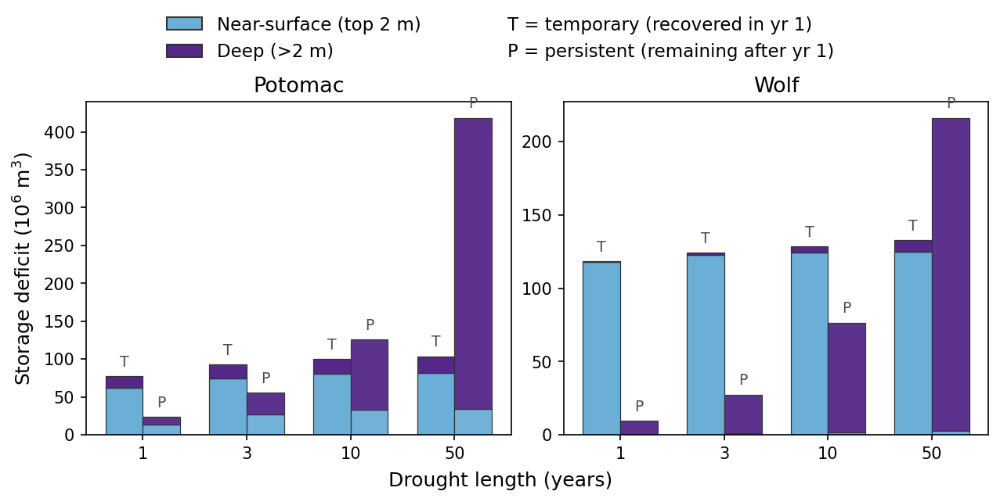 Near-surface (top 2 m)
Deep (>2 m)
T = temporary (recovered in yr 1)
P = persistent (remaining after yr 1)
Potomac
Wolf
Storage deficit (10⁶ m³)
400
350
300
250
200
150
100
50
0
T
P
T
P
T
P
T
P
1
3
10
50
200
150
100
50
0
T
P
T
P
T
P
T
P
1
3
10
50
Drought length (years)